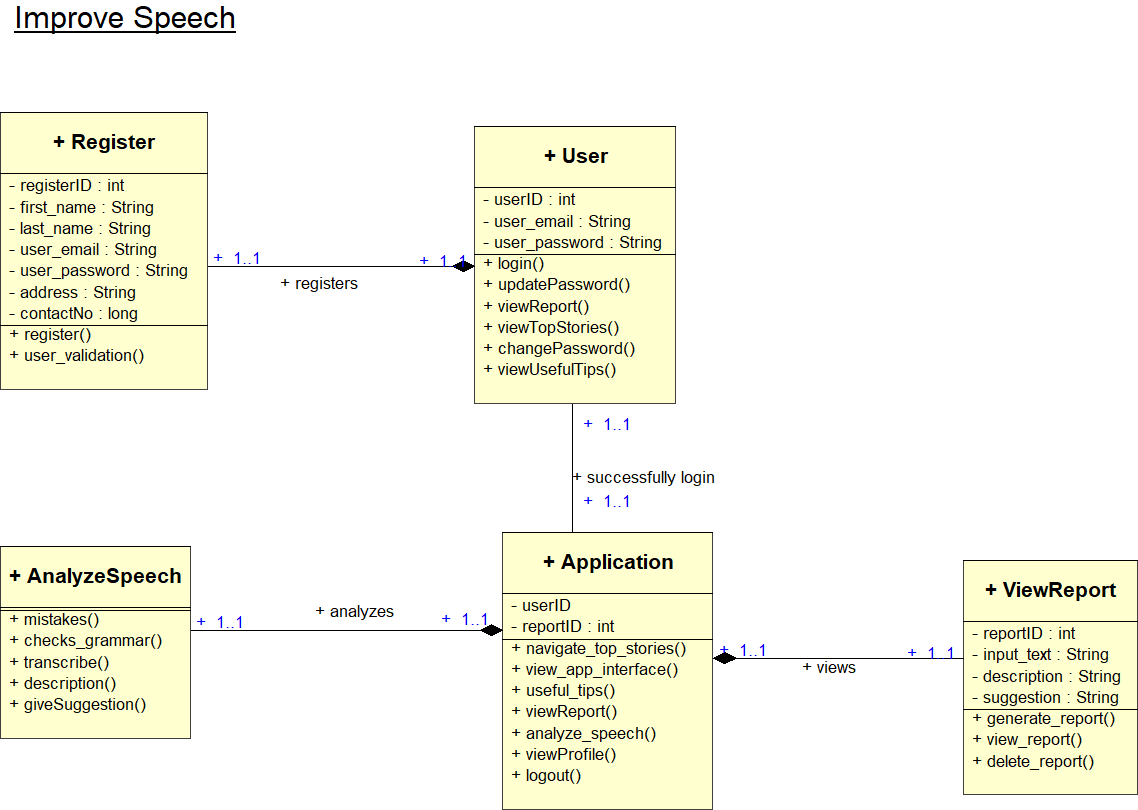 Improve Speech
+ Register
- registerID : int
- first_name : String
- last_name : String
- user_email : String
- user_password : String
- address : String
- contactNo : long
+ register()
+ user_validation()
+ 1..1
+ registers
+ 1..1
+ User
- userID : int
- user_email : String
- user_password : String
+ login()
+ updatePassword()
+ viewReport()
+ viewTopStories()
+ changePassword()
+ viewUsefulTips()
+ 1..1
+ successfully login
+ 1..1
+ AnalyzeSpeech
+ mistakes()
+ checks_grammar()
+ transcribe()
+ description()
+ giveSuggestion()
+ 1..1
+ analyzes
+ 1..1
+ Application
- userID
- reportID : int
+ navigate_top_stories()
+ view_app_interface()
+ useful_tips()
+ viewReport()
+ analyze_speech()
+ viewProfile()
+ logout()
+ 1..1
+ views
+ 1..1
+ ViewReport
- reportID : int
- input_text : String
- description : String
- suggestion : String
+ generate_report()
+ view_report()
+ delete_report()